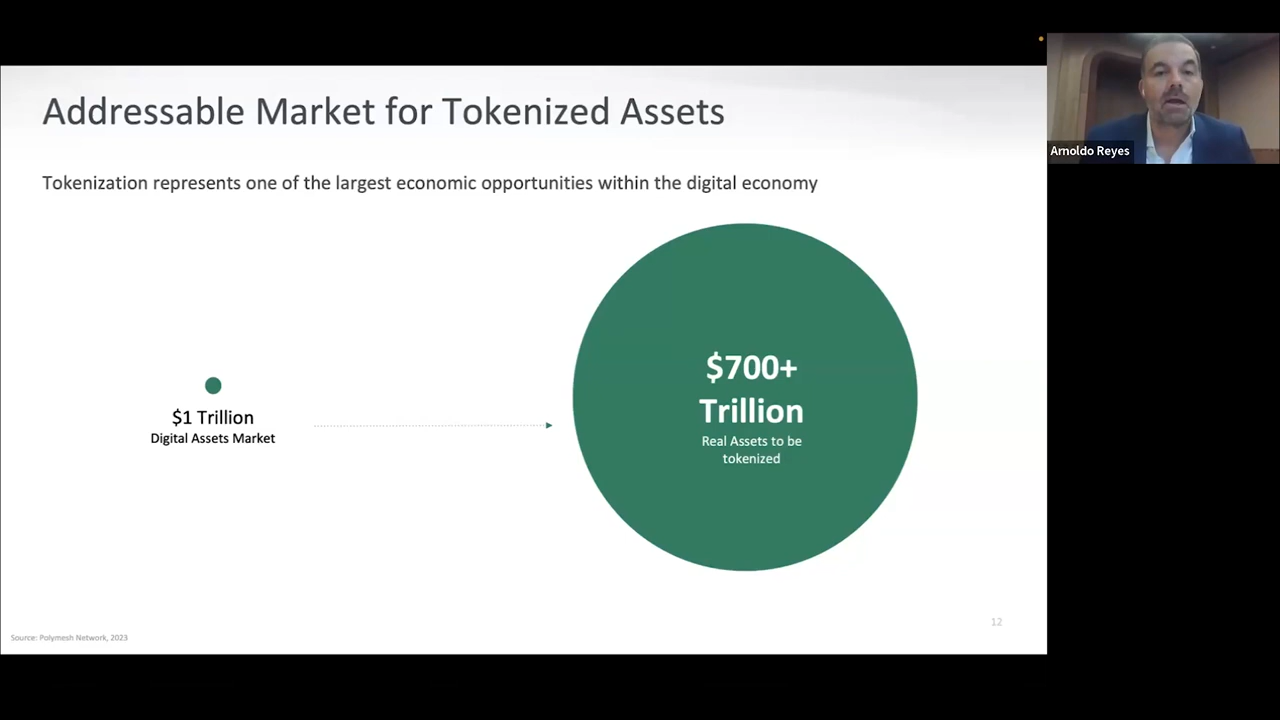 Addressable Market for Tokenized Assets
Tokenization represents one of the largest economic opportunities within the digital economy
$1 Trillion
Digital Assets Market
$700+
Trillion
Real Assets to be
tokenized
12
Source: Polymesh Network, 2023
Arnoldo Reyes